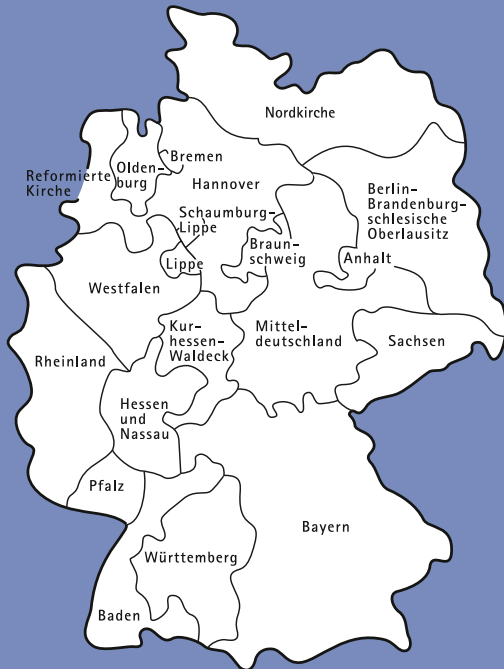 Nordkirche
Reformierte
Kirche
Olden-
burg
Bremen
Hannover
Berlin-
Brandenburg-
schlesische
Oberlausitz
Schaumburg-
Lippe
Lippe
Braun-
schweig
Anhalt
Westfalen
Kur-
hessen-
Waldeck
Mittel-
deutschland
Sachsen
Rheinland
Hessen
und
Nassau
Pfalz
Bayern
Württemberg
Baden